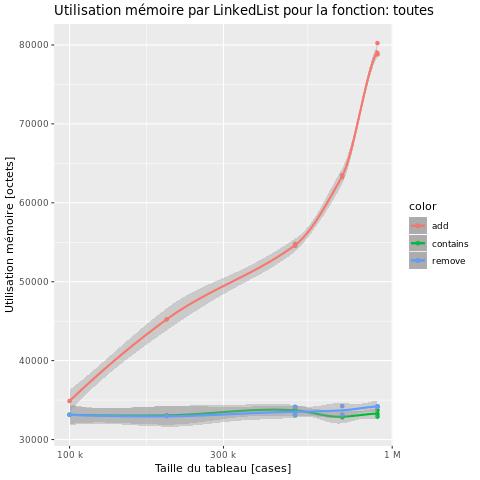 Utilisation mémoire par LinkedList pour la fonction: toutes
80000
70000
60000
50000
40000
30000
Utilisation mémoire [octets]
100 k
300 k
1 M
Taille du tableau [cases]
color
add
contains
remove